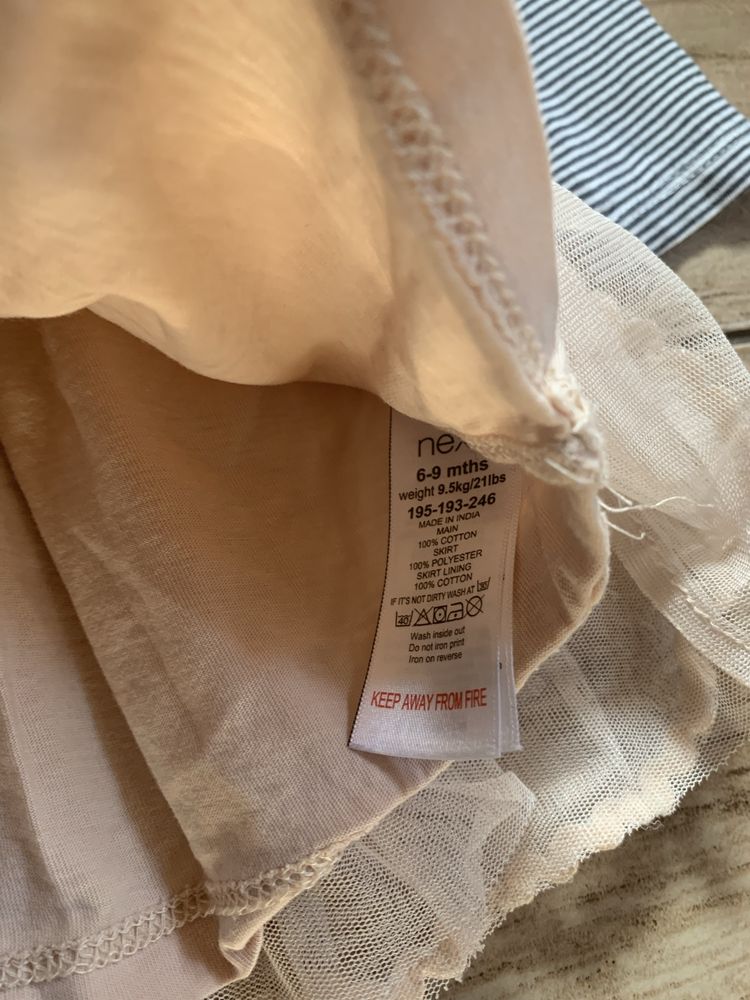 next
6-9 mths
weight 9.5kg/21lbs
195-193-246
MADE IN INDIA
MAIN
100% COTTON
SKIRT
100% POLYESTER
SKIRT LINING
100% COTTON
IF IT'S NOT DIRTY WASH AT 30
40
Wash inside out
Do not iron print
Iron on reverse
KEEP AWAY FROM FIRE